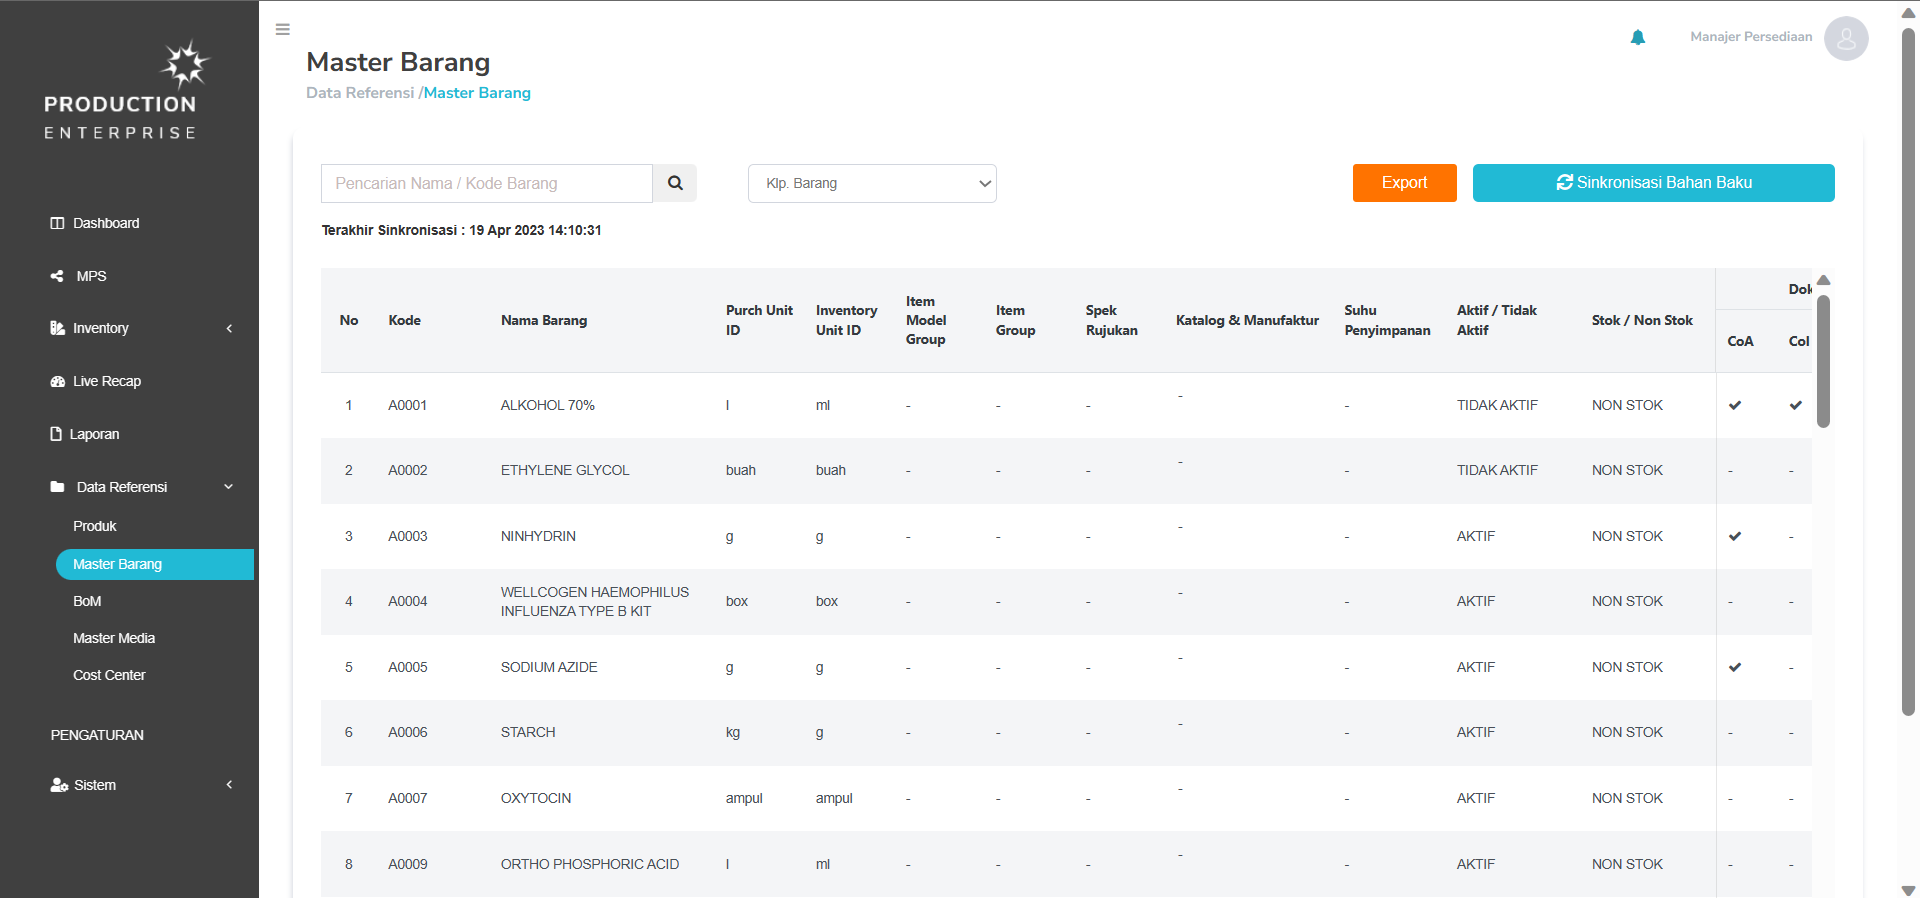 PRODUCTION
ENTERPRISE
Dashboard
MPS
Inventory
Live Recap
Laporan
Data Referensi
Produk
Master Barang
BoM
Master Media
Cost Center
PENGATURAN
Sistem
Master Barang
Data Referensi /Master Barang
Manajer Persediaan
Pencarian Nama / Kode Barang
Klp. Barang
Export
Sinkronisasi Bahan Baku
Terakhir Sinkronisasi : 19 Apr 2023 14:10:31
No Kode Nama Barang Purch Unit ID Inventory Unit ID Item Model Group Item Group Spek Rujukan Katalog & Manufaktur Suhu Penyimpanan Aktif / Tidak Aktif Stok / Non Stok Dok
CoA CoI
1 A0001 ALKOHOL 70% l ml - - - - - TIDAK AKTIF NON STOK ✔ ✔
2 A0002 ETHYLENE GLYCOL buah buah - - - - - TIDAK AKTIF NON STOK - -
3 A0003 NINHYDRIN g g - - - - - AKTIF NON STOK ✔ -
4 A0004 WELLCOGEN HAEMOPHILUS INFLUENZA TYPE B KIT box box - - - - - AKTIF NON STOK - -
5 A0005 SODIUM AZIDE g g - - - - - AKTIF NON STOK ✔ -
6 A0006 STARCH kg g - - - - - AKTIF NON STOK - -
7 A0007 OXYTOCIN ampul ampul - - - - - AKTIF NON STOK - -
8 A0009 ORTHO PHOSPHORIC ACID l ml - - - - - AKTIF NON STOK - -